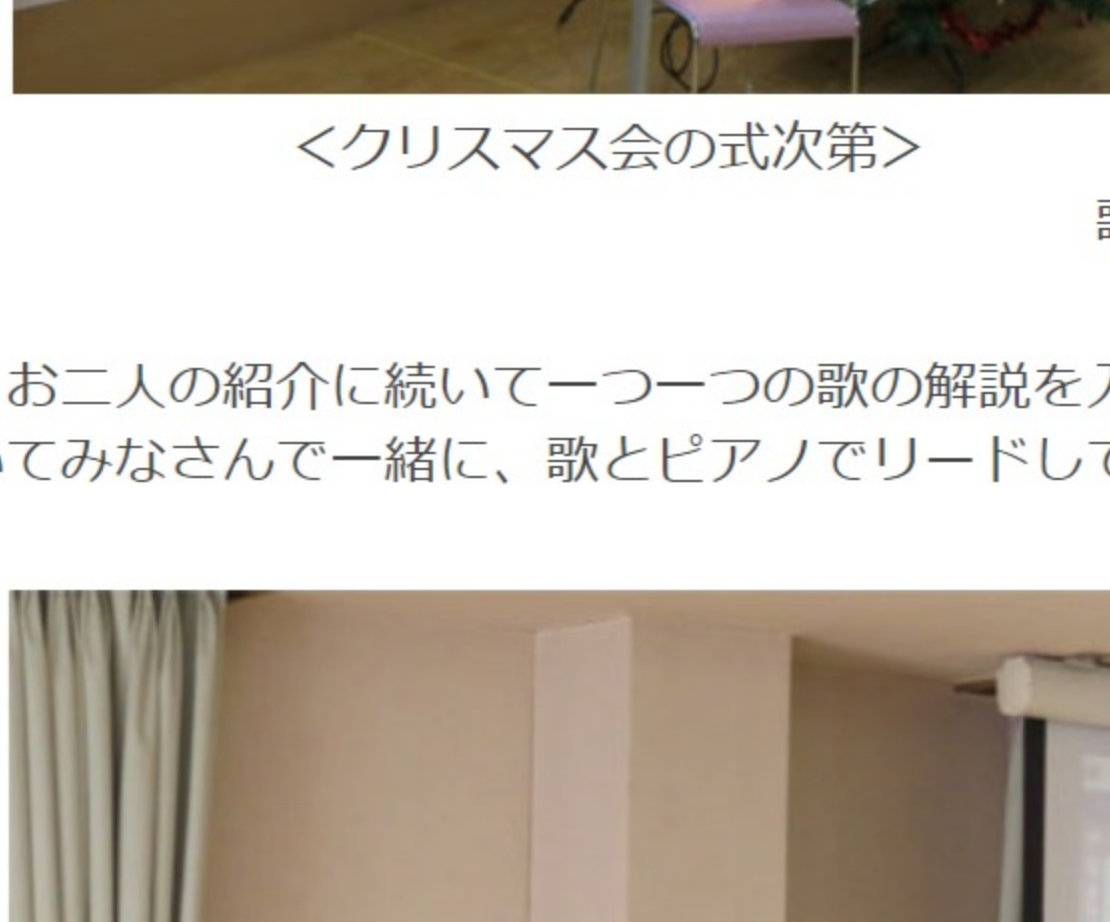 <クリスマス会の式次第>
お二人の紹介に続いて一つ一つの歌の解説を
てみなさんで一緒に、歌とピアノでリードして